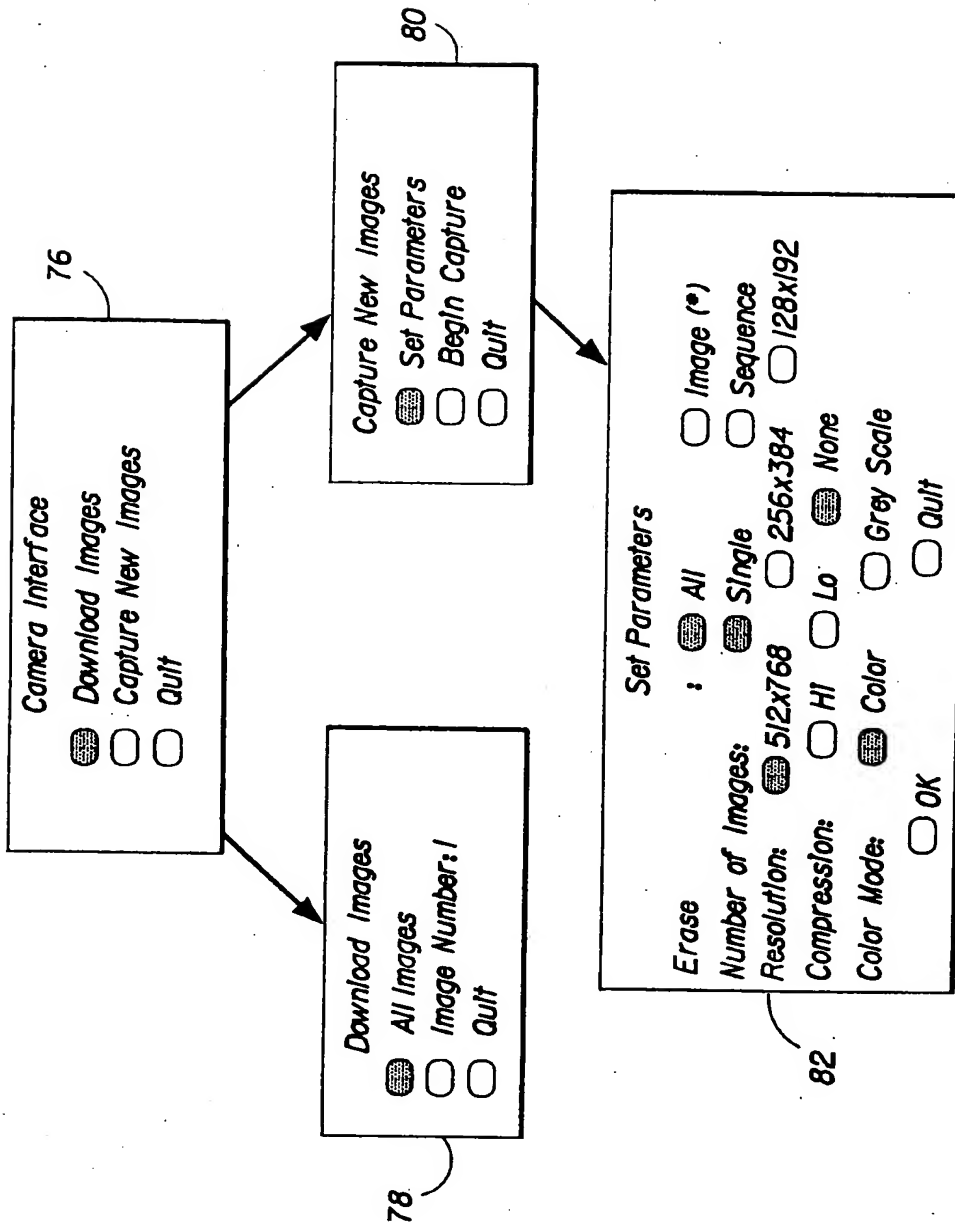 76
Camera Interface
Download Images
Capture New Images
Quit
78
Download Images
All Images
Image Number:1
Quit
80
Capture New Images
Set Parameters
Begin Capture
Quit
82
Set Parameters
Erase : All Image (*)
Number of Images: Single Sequence
Resolution: 512x768 256x384 128x192
Compression: Hi Lo None
Color Mode: Color Grey Scale
OK Quit